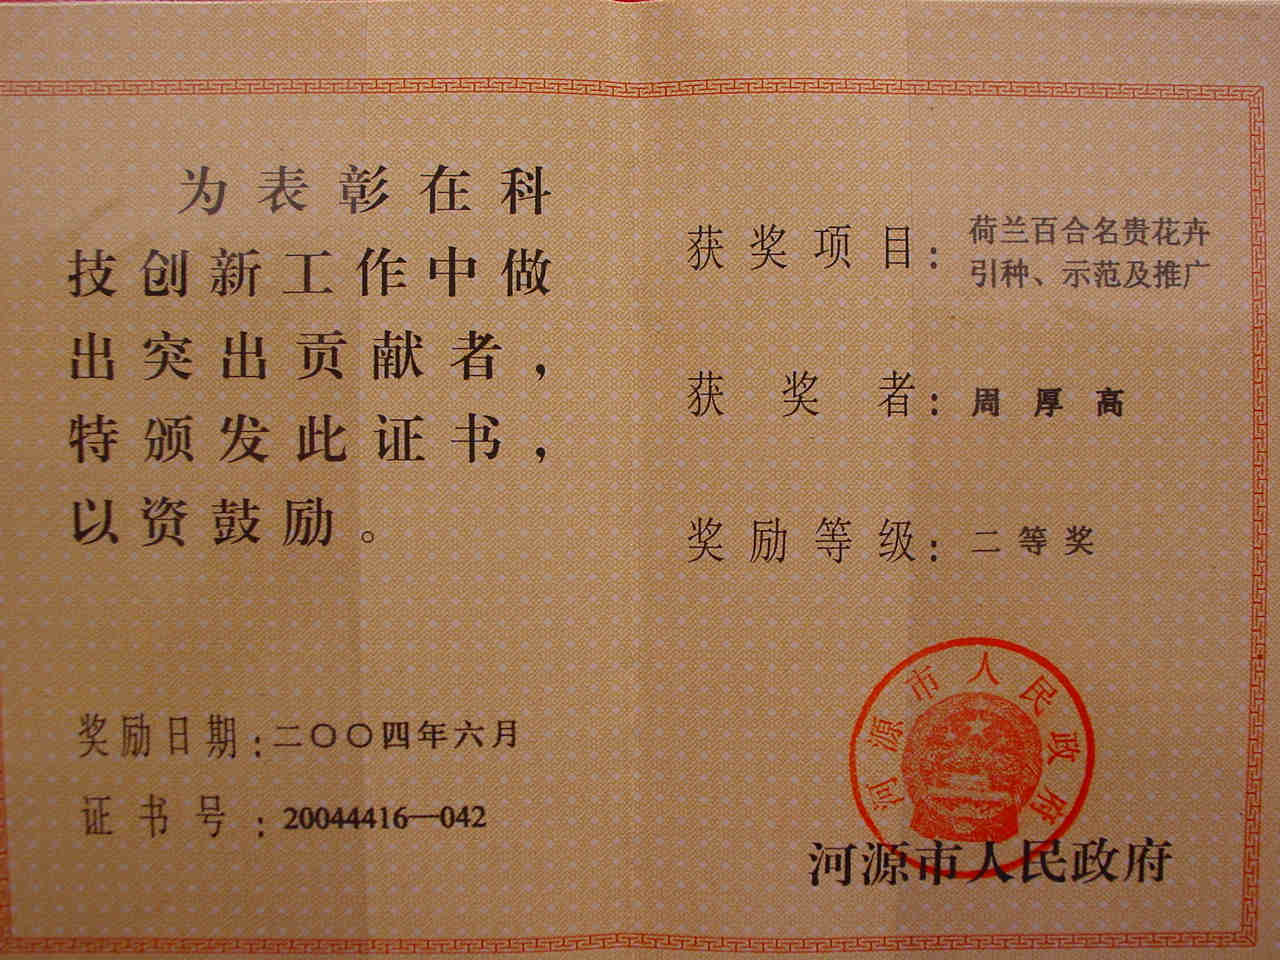 为表彰在科
技创新工作中做
出突出贡献者，
特颁发此证书，
以资鼓励。
奖励日期：二〇〇四年六月
证书号：20044416—042
获奖项目：荷兰百合名贵花卉
引种、示范及推广
获奖者：周厚高
奖励等级：二等奖
河源市人民政府
河源市人民政府